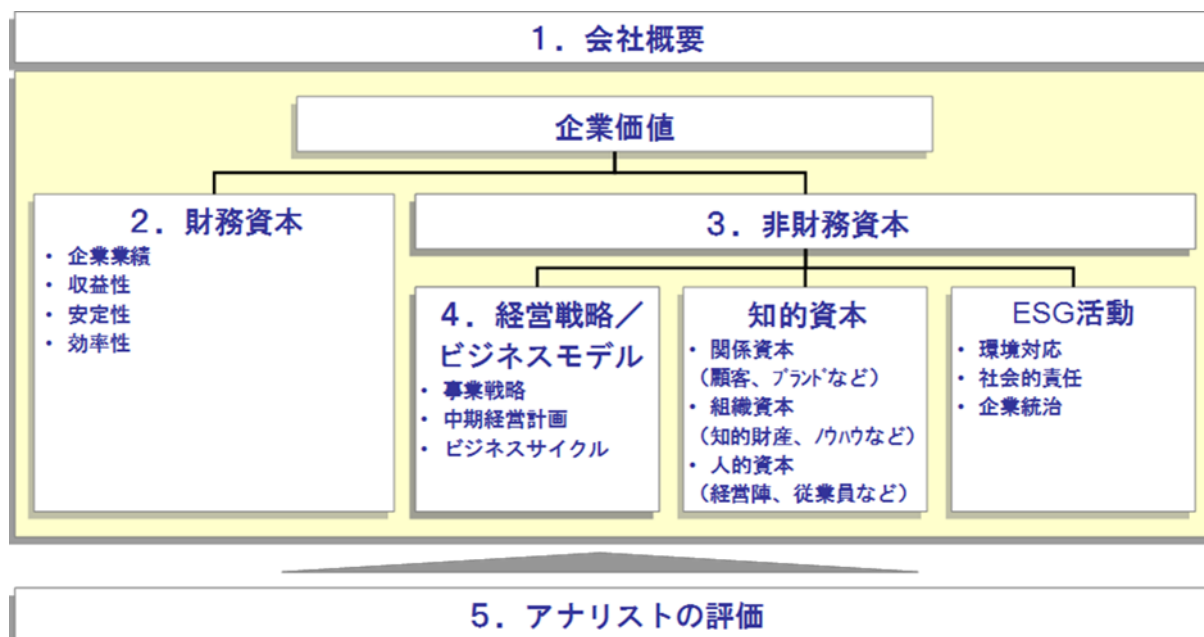 1．会社概要
企業価値
2．財務資本
・ 企業業績
・ 収益性
・ 安定性
・ 効率性
3．非財務資本
4．経営戦略／
ビジネスモデル
・ 事業戦略
・ 中期経営計画
・ ビジネスサイクル
知的資本
・ 関係資本
（顧客、ﾌﾞﾗﾝﾄﾞなど）
・ 組織資本
（知的財産、ﾉｳﾊｳなど）
・ 人的資本
（経営陣、従業員など）
ESG活動
・ 環境対応
・ 社会的責任
・ 企業統治
5．アナリストの評価